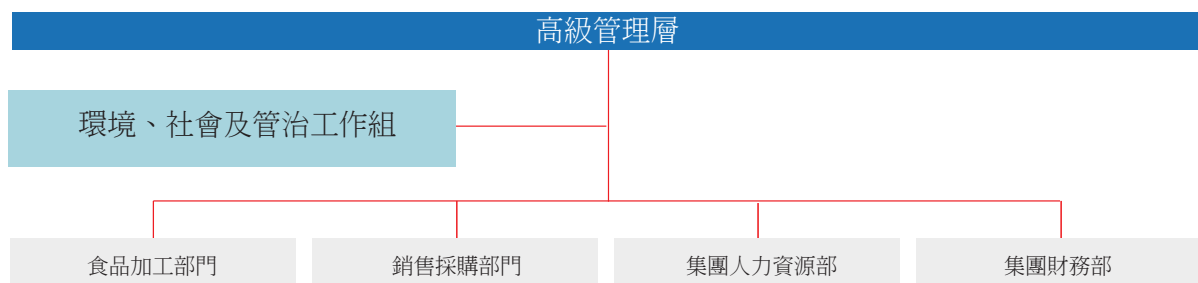 高級管理層
環境、社會及管治工作組
食品加工部門
銷售採購部門
集團人力資源部
集團財務部